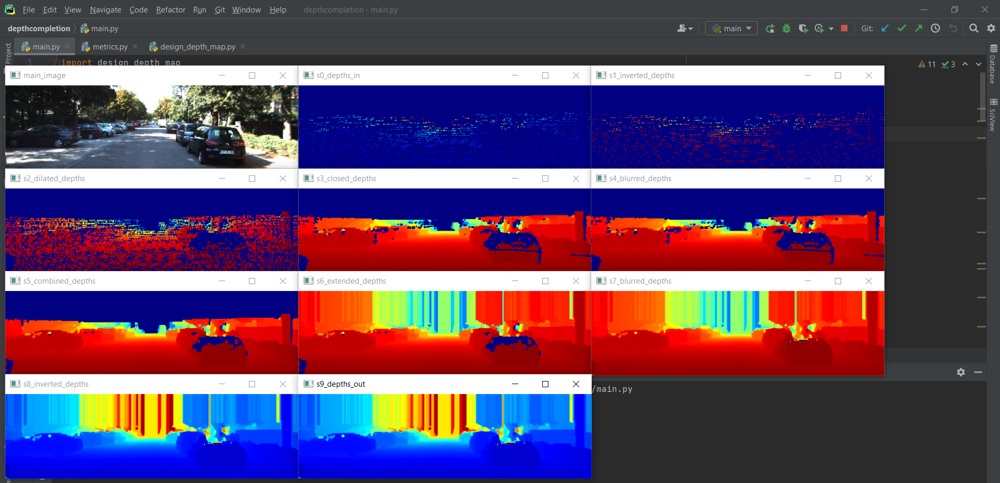 PC File Edit View Navigate Code Refactor Run Git Window Help depthcompletion - main.py
depthcompletion main.py main Git:
Project main.py metrics.py design_depth_map.py
1 import design_depth_map 11 3
Database
SciView
main_image s0_depths_in s1_inverted_depths
s2_dilated_depths s3_closed_depths s4_blurred_depths
s5_combined_depths s6_extended_depths s7_blurred_depths
s8_inverted_depths s9_depths_out
/main.py